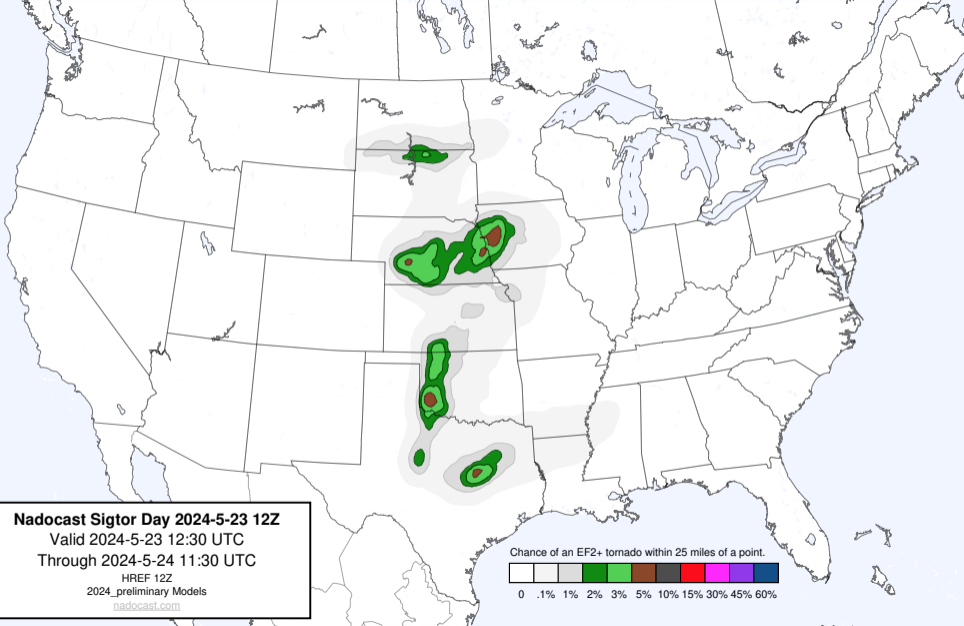 Nadocast Sigtor Day 2024-5-23 12Z
Valid 2024-5-23 12:30 UTC
Through 2024-5-24 11:30 UTC
HREF 12Z
2024_preliminary Models
nadocast.com
Chance of an EF2+ tornado within 25 miles of a point.
0 .1% 1% 2% 3% 5% 10% 15% 30% 45% 60%